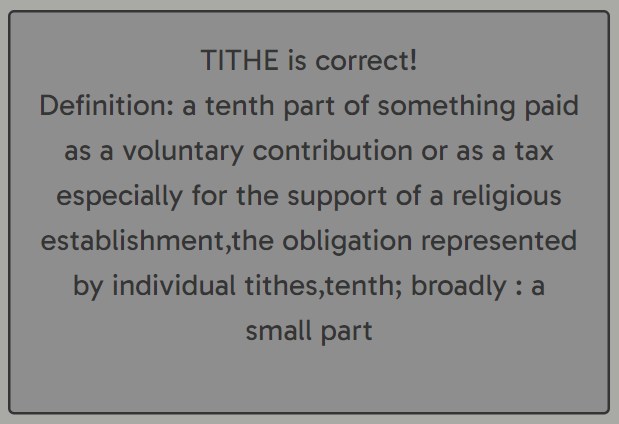 TITHE is correct!
Definition: a tenth part of something paid
as a voluntary contribution or as a tax
especially for the support of a religious
establishment,the obligation represented
by individual tithes,tenth; broadly : a
small part